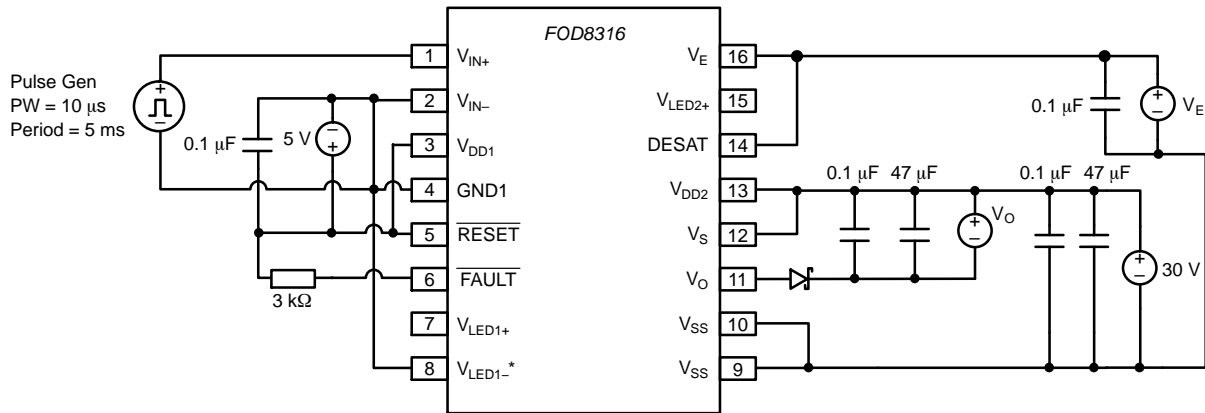 FOD8316
Pulse Gen
PW = 10 μs
Period = 5 ms
+
−
0.1 μF
5 V
−
+
3 kΩ
1 V_IN+
2 V_IN−
3 V_DD1
4 GND1
5 RESET
6 FAULT
7 V_LED1+
8 V_LED1−*
V_E 16
V_LED2+ 15
DESAT 14
V_DD2 13
V_S 12
V_O 11
V_SS 10
V_SS 9
0.1 μF
+
−
V_E
0.1 μF
47 μF
+
−
V_O
0.1 μF
47 μF
+
−
30 V